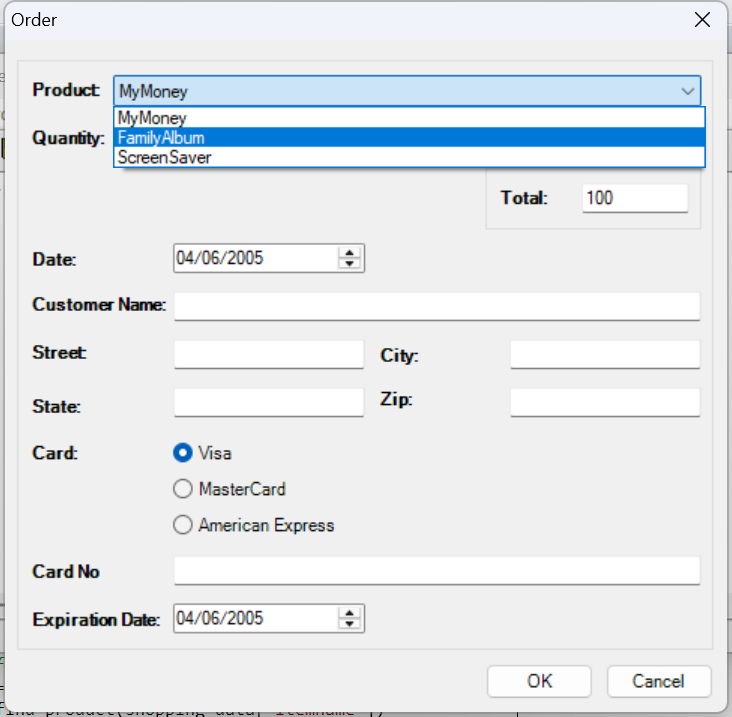 Order
Product: MyMoney
MyMoney
Quantity: FamilyAlbum
ScreenSaver
Total: 100
Date: 04/06/2005
Customer Name:
Street: City:
State: Zip:
Card: Visa
MasterCard
American Express
Card No
Expiration Date: 04/06/2005
OK Cancel